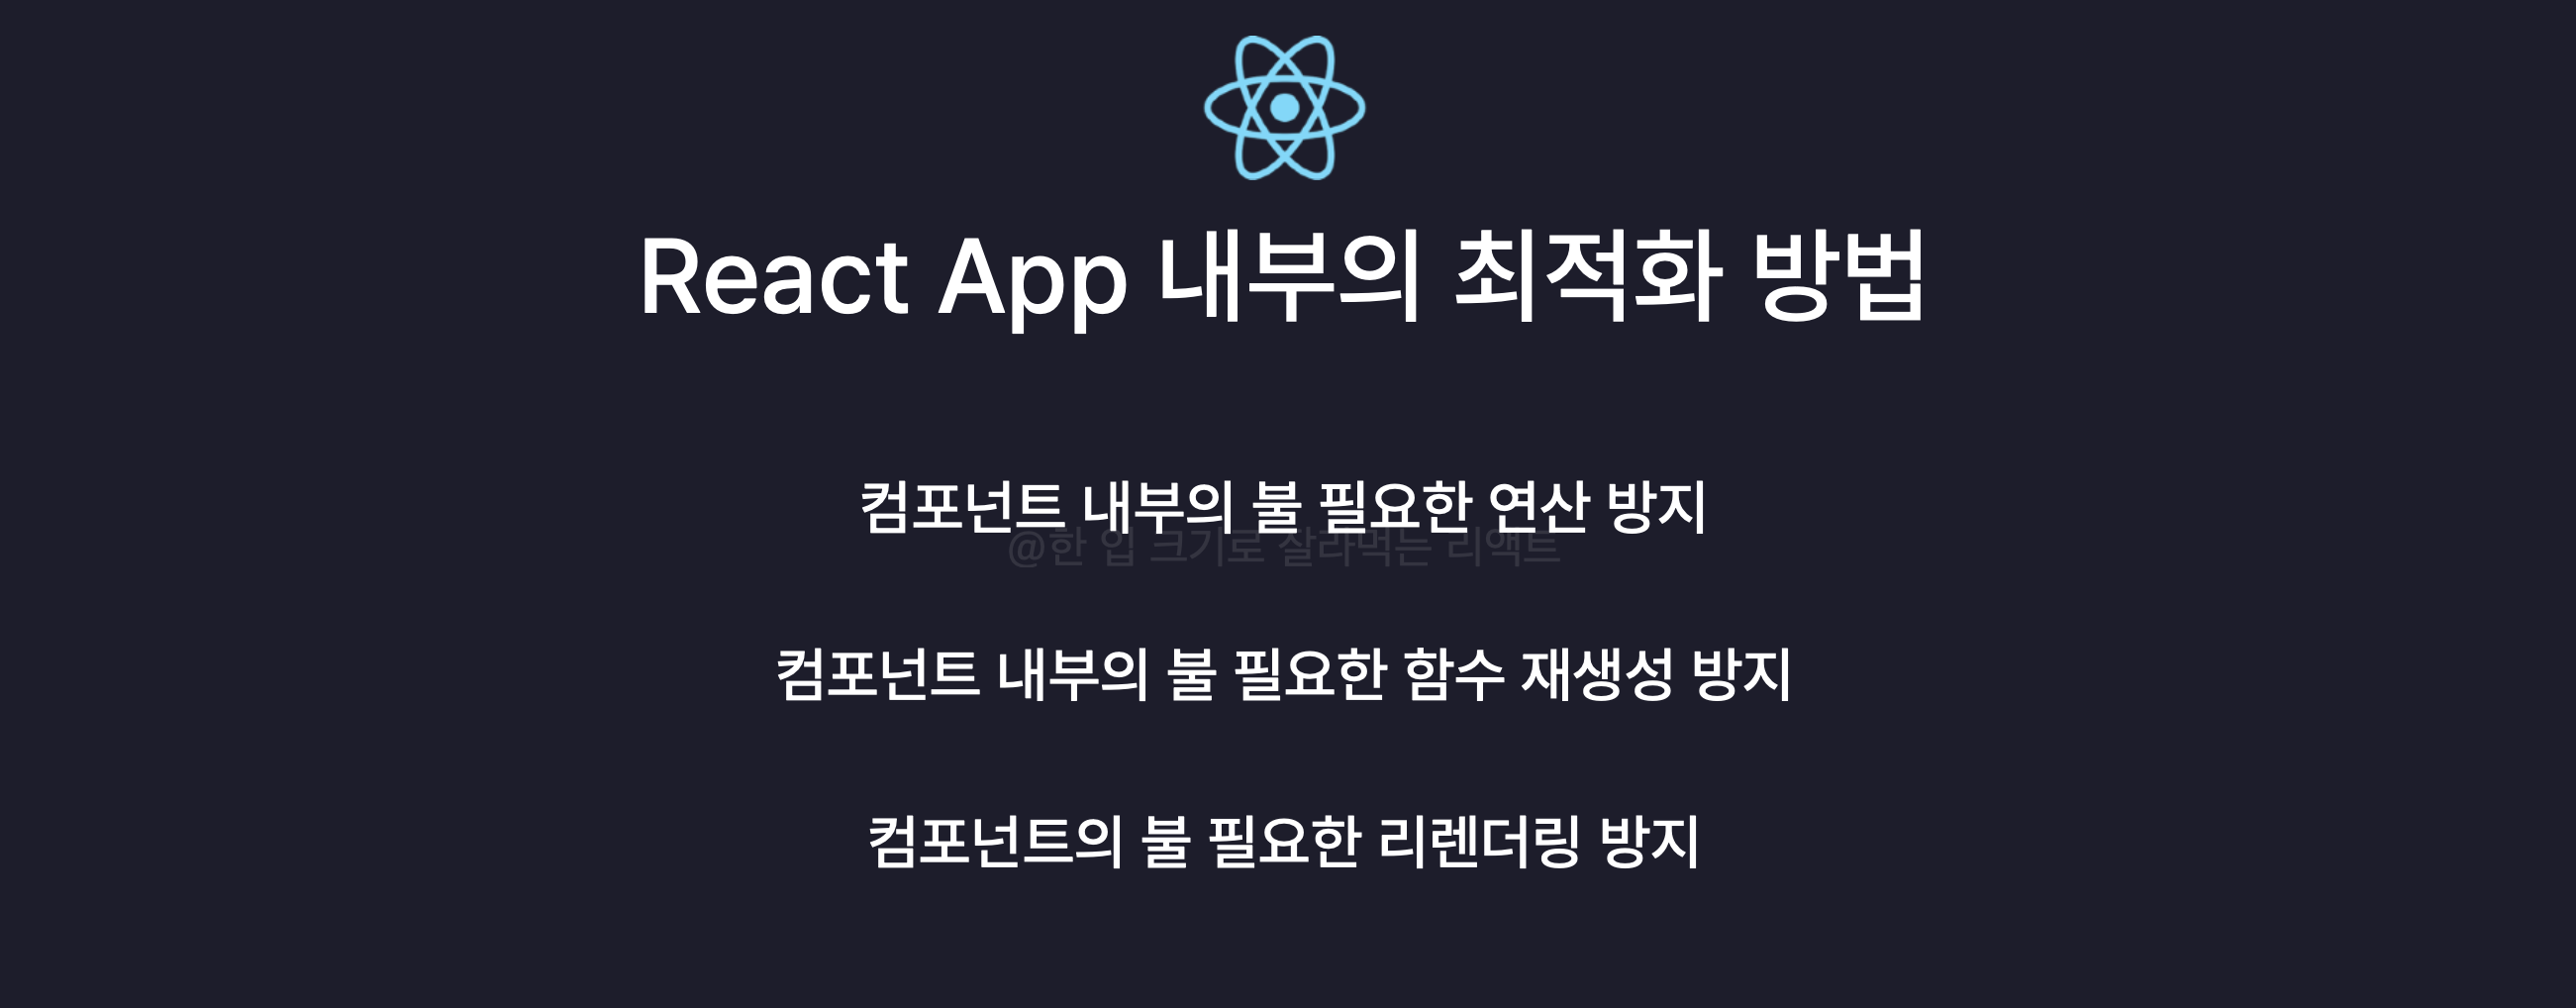 React App 내부의 최적화 방법
컴포넌트 내부의 불 필요한 연산 방지
@한 입 크기로 잘라먹는 리액트
컴포넌트 내부의 불 필요한 함수 재생성 방지
컴포넌트의 불 필요한 리렌더링 방지